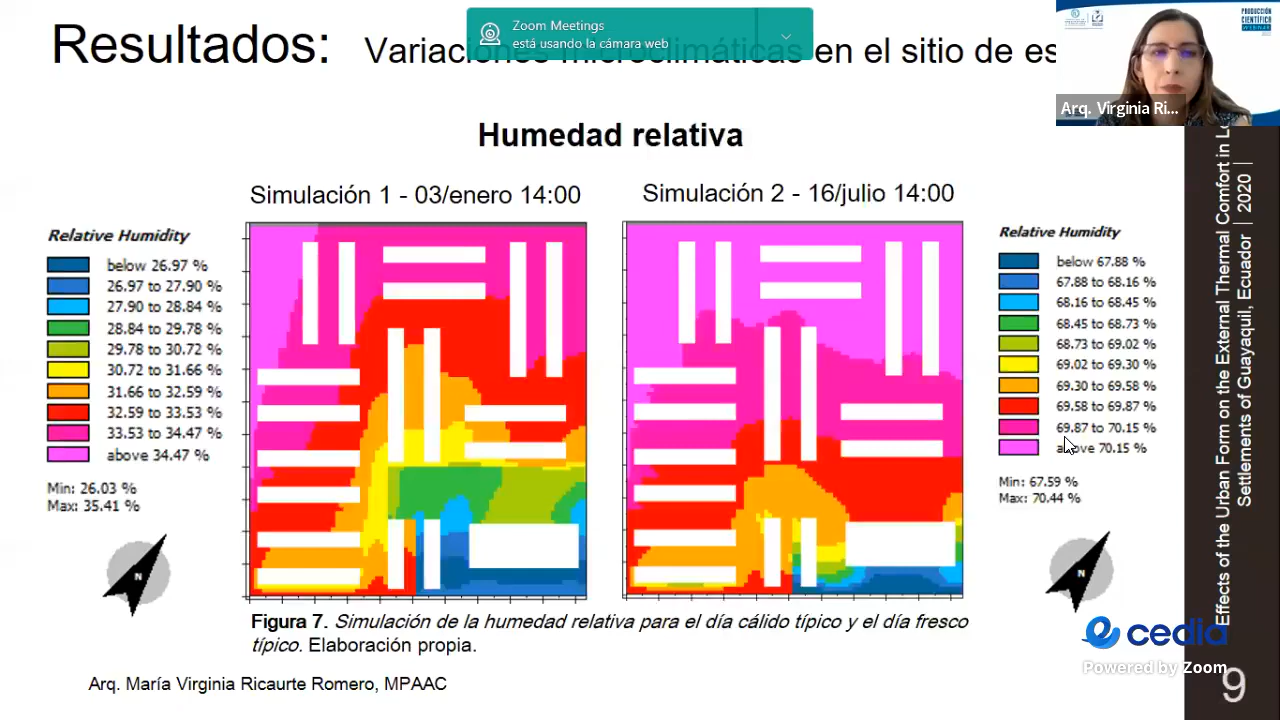 Resultados: Variaciones microclimáticas en el sitio de es
Zoom Meetings
está usando la cámara web
PRODUCCIÓN
CIENTÍFICA
WEBINAR
Arq. Virginia Ri...
Humedad relativa
Simulación 1 - 03/enero 14:00
Simulación 2 - 16/julio 14:00
Relative Humidity
below 26.97 %
26.97 to 27.90 %
27.90 to 28.84 %
28.84 to 29.78 %
29.78 to 30.72 %
30.72 to 31.66 %
31.66 to 32.59 %
32.59 to 33.53 %
33.53 to 34.47 %
above 34.47 %
Min: 26.03 %
Max: 35.41 %
N
Relative Humidity
below 67.88 %
67.88 to 68.16 %
68.16 to 68.45 %
68.45 to 68.73 %
68.73 to 69.02 %
69.02 to 69.30 %
69.30 to 69.58 %
69.58 to 69.87 %
69.87 to 70.15 %
above 70.15 %
Min: 67.59 %
Max: 70.44 %
N
Figura 7. Simulación de la humedad relativa para el día cálido típico y el día fresco
típico. Elaboración propia.
Arq. María Virginia Ricaurte Romero, MPAAC
Effects of the Urban Form on the External Thermal Comfort in Lo
Settlements of Guayaquil, Ecuador | 2020 |
cedia
Powered by Zoom
9